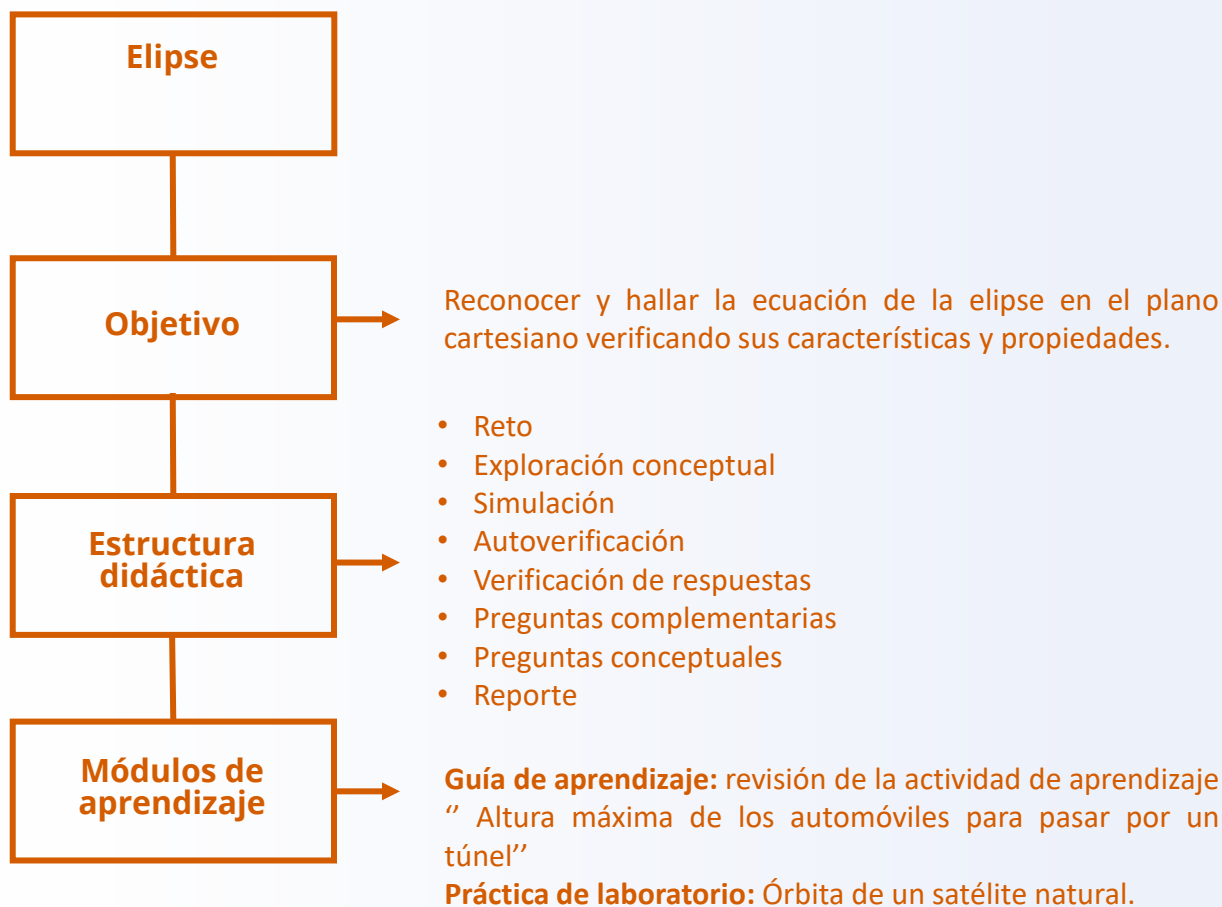 Elipse
Objetivo
Reconocer y hallar la ecuación de la elipse en el plano
cartesiano verificando sus características y propiedades.
Estructura
didáctica
• Reto
• Exploración conceptual
• Simulación
• Autoverificación
• Verificación de respuestas
• Preguntas complementarias
• Preguntas conceptuales
• Reporte
Módulos de
aprendizaje
Guía de aprendizaje: revisión de la actividad de aprendizaje
‘’ Altura máxima de los automóviles para pasar por un
túnel’’
Práctica de laboratorio: Órbita de un satélite natural.